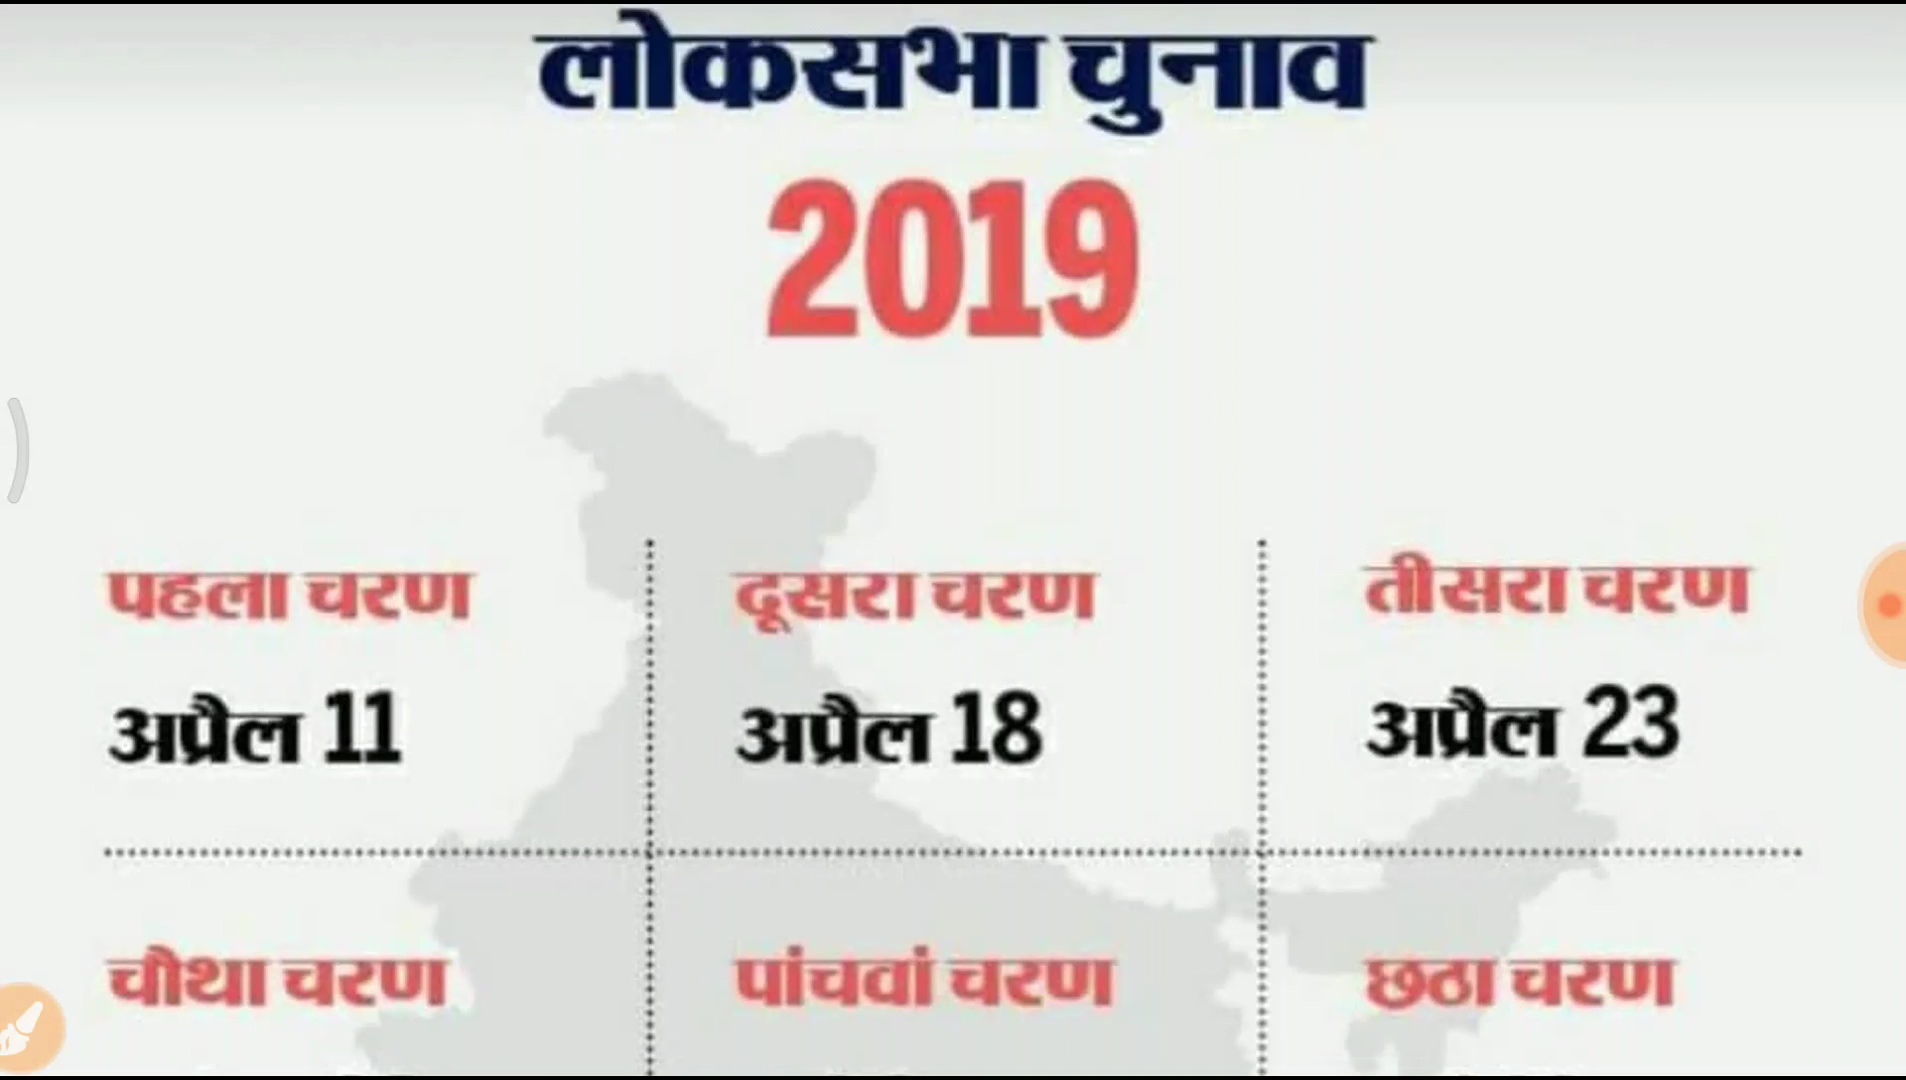 लोकसभा चुनाव
2019
पहला चरण
अप्रैल 11
दूसरा चरण
अप्रैल 18
तीसरा चरण
अप्रैल 23
चौथा चरण
पांचवां चरण
छठा चरण